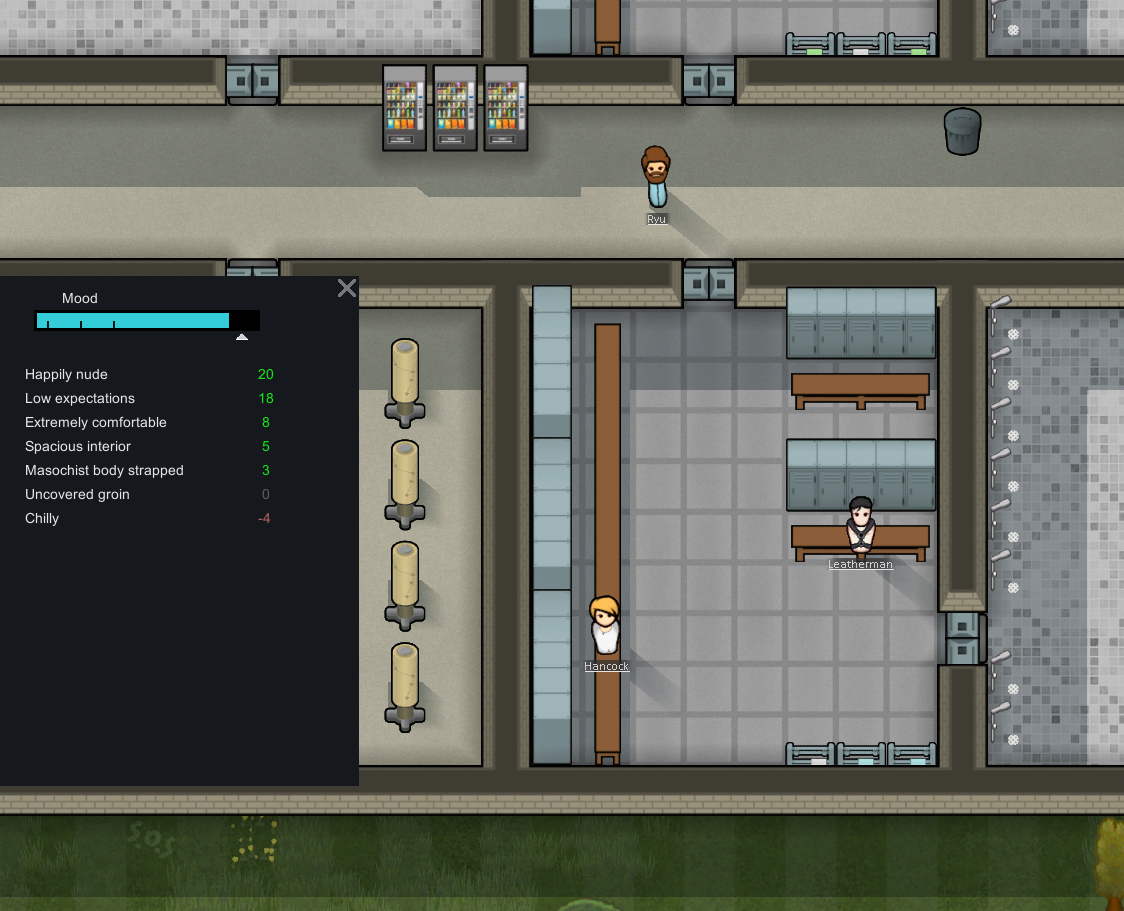 Ryu
Mood
Happily nude 20
Low expectations 18
Extremely comfortable 8
Spacious interior 5
Masochist body strapped 3
Uncovered groin 0
Chilly -4
Leatherman
Hancock
SOS